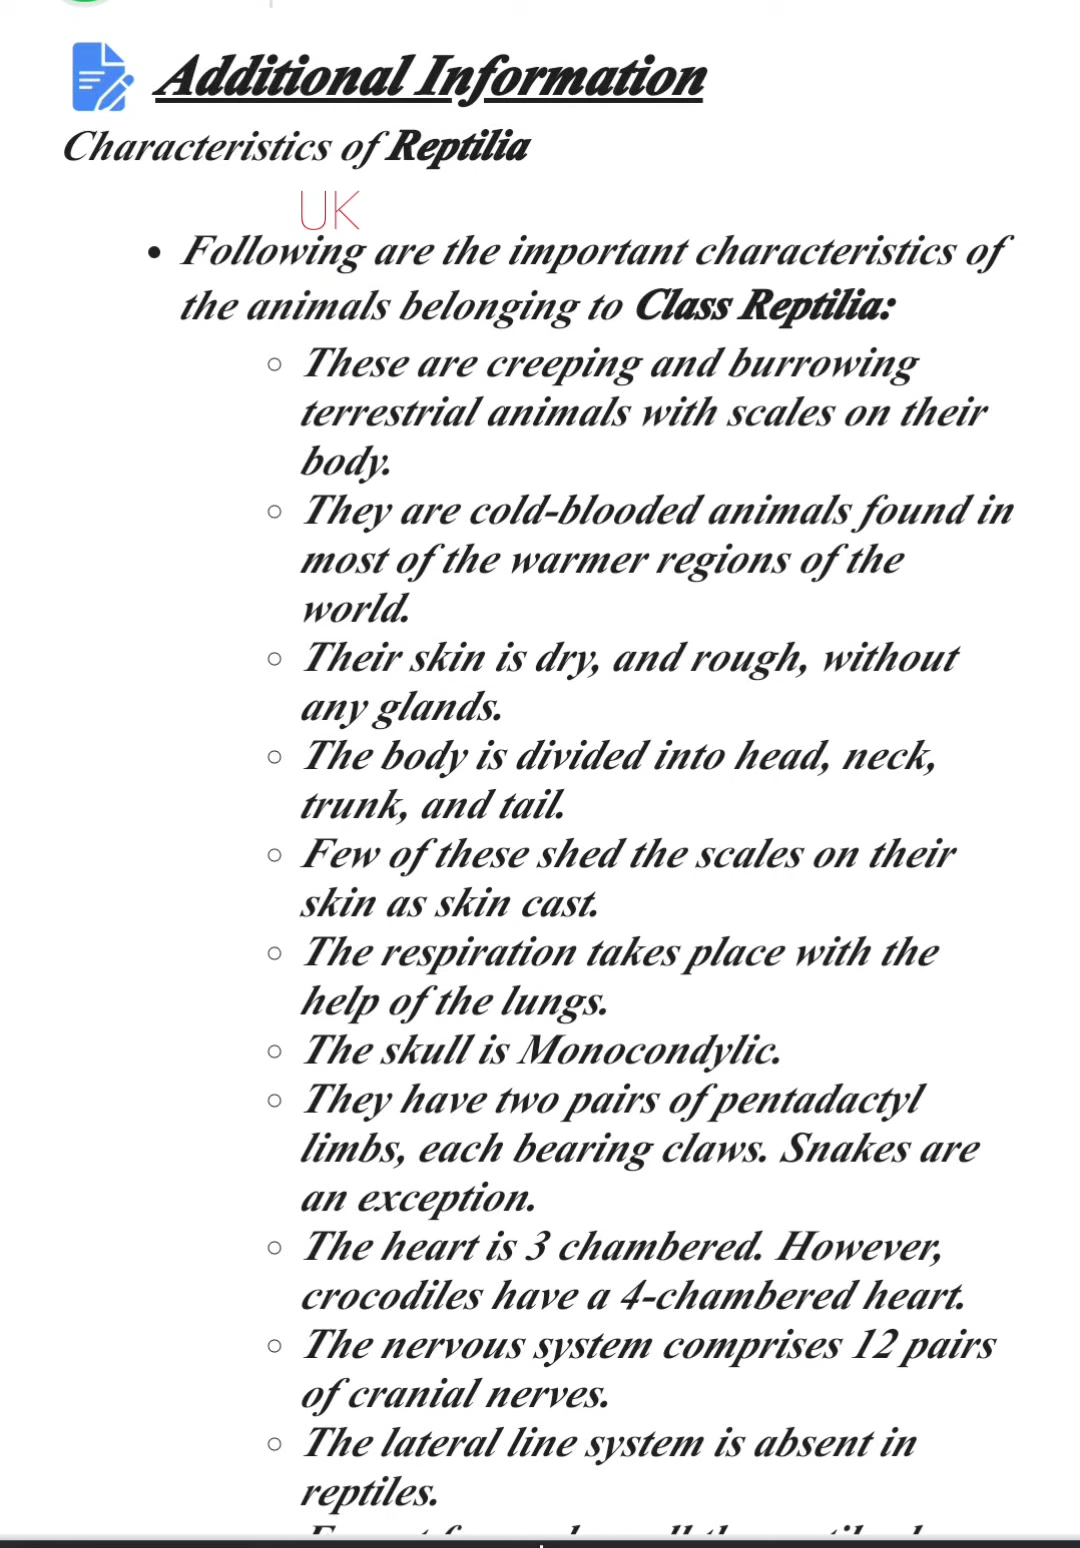 Additional Information
Characteristics of Reptilia
UK
• Following are the important characteristics of
the animals belonging to Class Reptilia:
○ These are creeping and burrowing
terrestrial animals with scales on their
body.
○ They are cold-blooded animals found in
most of the warmer regions of the
world.
○ Their skin is dry, and rough, without
any glands.
○ The body is divided into head, neck,
trunk, and tail.
○ Few of these shed the scales on their
skin as skin cast.
○ The respiration takes place with the
help of the lungs.
○ The skull is Monocondylic.
○ They have two pairs of pentadactyl
limbs, each bearing claws. Snakes are
an exception.
○ The heart is 3 chambered. However,
crocodiles have a 4-chambered heart.
○ The nervous system comprises 12 pairs
of cranial nerves.
○ The lateral line system is absent in
reptiles.